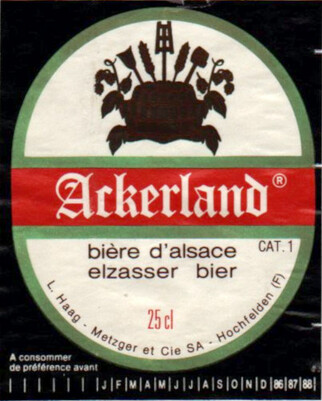 Ackerland®
bière d'alsace CAT. 1
elzasser bier
25 cl
L. Haag - Metzger et Cie SA - Hochfelden (F)
A consommer
de préférence avant
J|F|M|A|M|J|J|A|S|O|N|D|86|87|88|